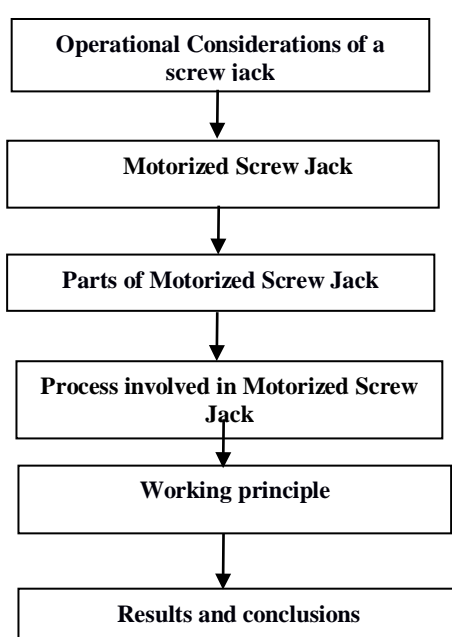 Operational Considerations of a
screw jack
Motorized Screw Jack
Parts of Motorized Screw Jack
Process involved in Motorized Screw
Jack
Working principle
Results and conclusions